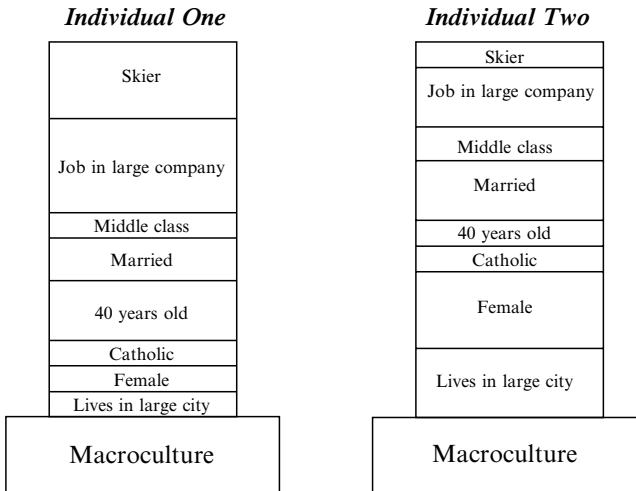 Individual One
Skier
Job in large company
Middle class
Married
40 years old
Catholic
Female
Lives in large city
Macroculture
Individual Two
Skier
Job in large company
Middle class
Married
40 years old
Catholic
Female
Lives in large city
Macroculture